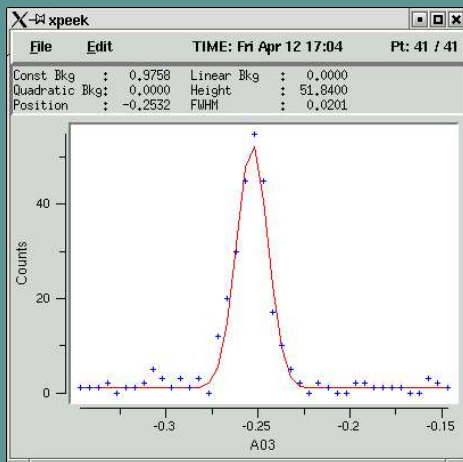 xpeek
File Edit TIME: Fri Apr 12 17:04 Pt: 41 / 41
Const Bkg : 0.9758 Linear Bkg : 0.0000
Quadratic Bkg: 0.0000 Height : 51.8400
Position : -0.2532 FWHM : 0.0201
Counts
40
20
0
-0.3 -0.25 -0.2 -0.15
A03